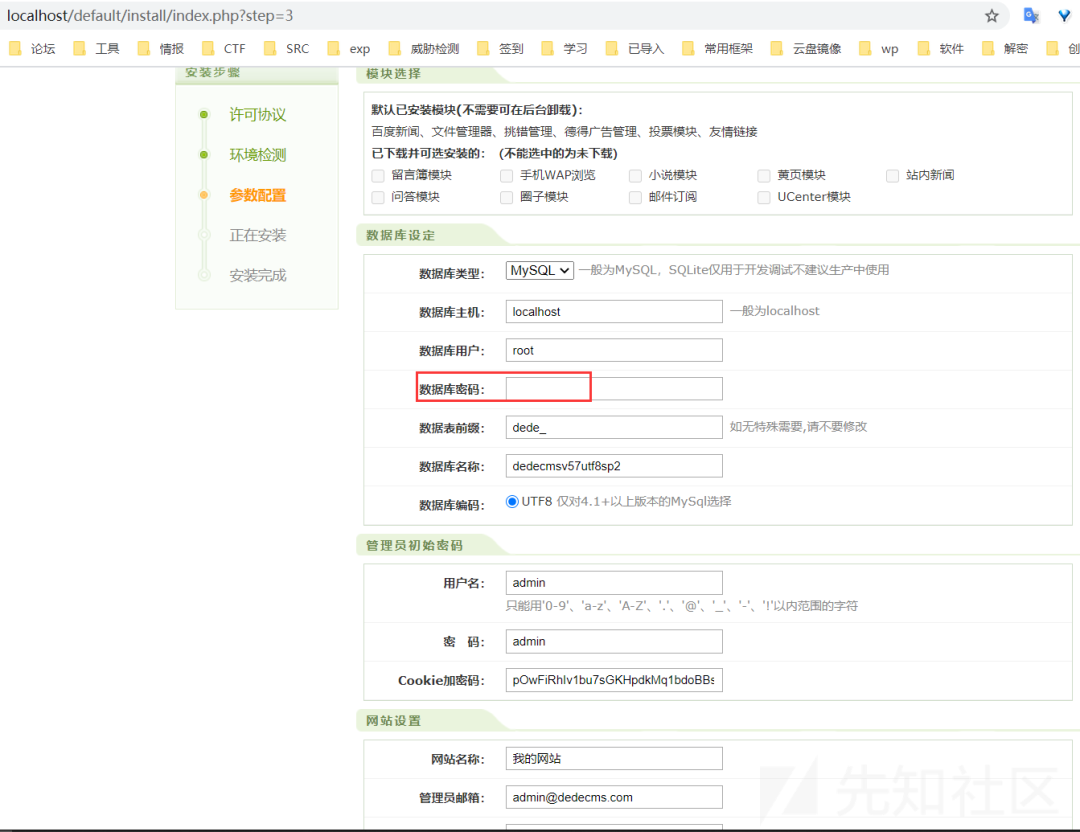 localhost/default/install/index.php?step=3
论坛 工具 情报 CTF SRC exp 威胁检测 签到 学习 已导入 常用框架 云盘镜像 wp 软件 解密 创
安装步骤
许可协议
环境检测
参数配置
正在安装
安装完成
模块选择
默认已安装模块(不需要可在后台卸载):
百度新闻、文件管理器、挑错管理、德得广告管理、投票模块、友情链接
已下载并可选安装的: (不能选中的为未下载)
留言簿模块 手机WAP浏览 小说模块 黄页模块 站内新闻
问答模块 圈子模块 邮件订阅 UCenter模块
数据库设定
数据库类型: MySQL 一般为MySQL，SQLite仅用于开发调试不建议生产中使用
数据库主机: localhost 一般为localhost
数据库用户: root
数据库密码:
数据表前缀: dede_ 如无特殊需要,请不要修改
数据库名称: dedecmsv57utf8sp2
数据库编码: UTF8 仅对4.1+以上版本的MySql选择
管理员初始密码
用户名: admin
只能用'0-9'、'a-z'、'A-Z'、'.'、'@'、'_'、'-'、'!'以内范围的字符
密 码: admin
Cookie加密码: pOwFiRhIv1bu7sGKHpdkMq1bdoBBs
网站设置
网站名称: 我的网站
管理员邮箱: admin@dedecms.com
先知社区